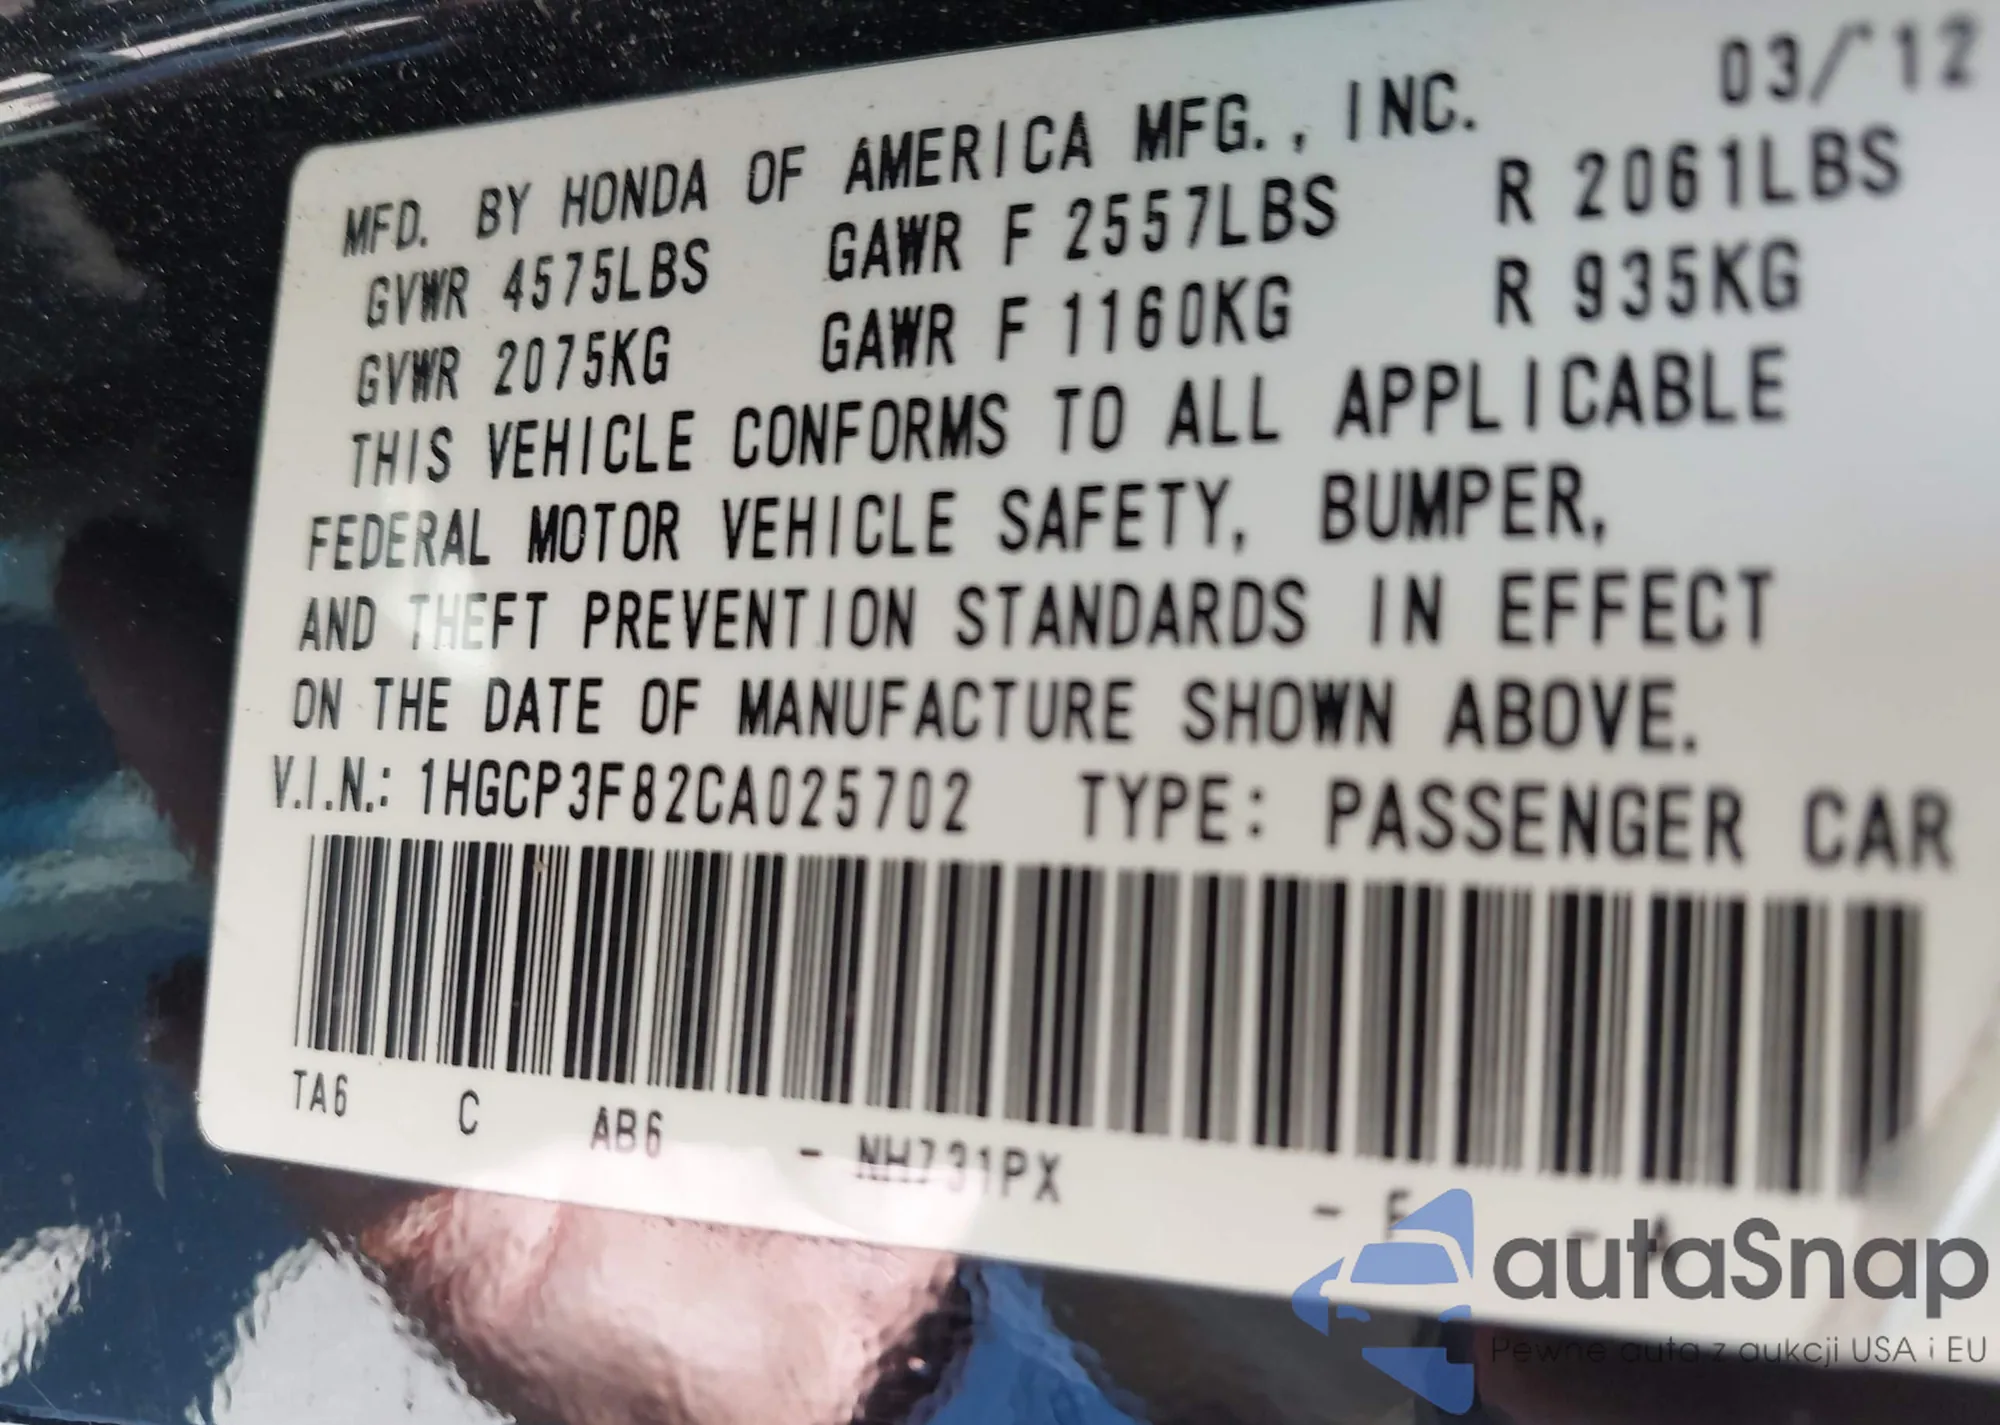 03/'12
MFD. BY HONDA OF AMERICA MFG., INC.
GVWR 4575LBS GAWR F 2557LBS R 2061LBS
GVWR 2075KG GAWR F 1160KG R 935KG
THIS VEHICLE CONFORMS TO ALL APPLICABLE
FEDERAL MOTOR VEHICLE SAFETY, BUMPER,
AND THEFT PREVENTION STANDARDS IN EFFECT
ON THE DATE OF MANUFACTURE SHOWN ABOVE.
V.I.N.: 1HGCP3F82CA025702 TYPE: PASSENGER CAR
TA6 C AB6 - NH731PX -
autaSnap
Pewne auta z aukcji USA i EU